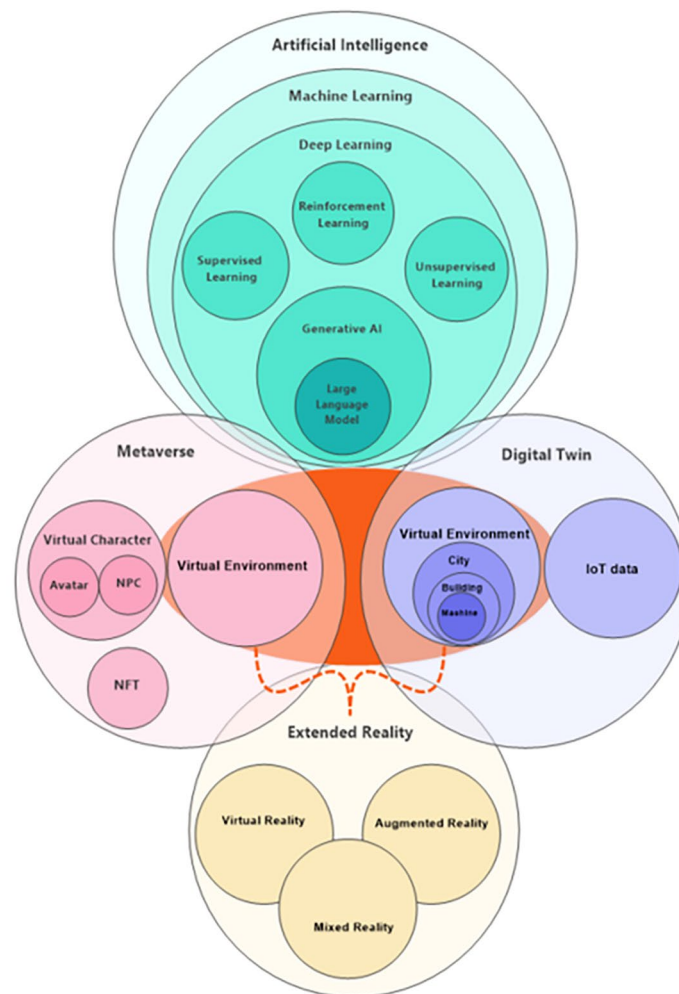 Artificial Intelligence
Machine Learning
Deep Learning
Reinforcement
Learning
Supervised
Learning
Unsupervised
Learning
Generative AI
Large
Language
Model
Metaverse
Digital Twin
Virtual Character
Avatar
NPC
Virtual Environment
NFT
Virtual Environment
City
Building
Mashine
IoT data
Extended Reality
Virtual Reality
Augmented Reality
Mixed Reality